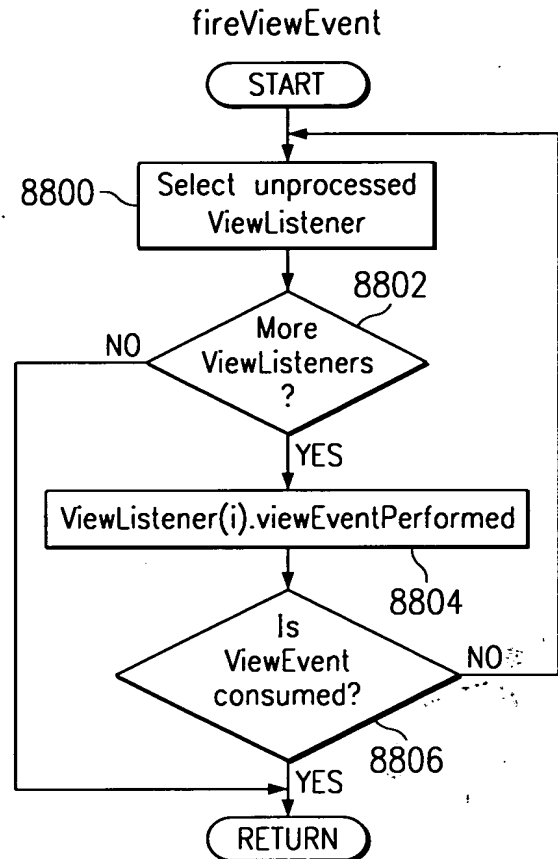 fireViewEvent
START
8800
Select unprocessed
ViewListener
8802
More
ViewListeners
?
NO
YES
ViewListener(i).viewEventPerformed
8804
Is
ViewEvent
consumed?
NO
8806
YES
RETURN